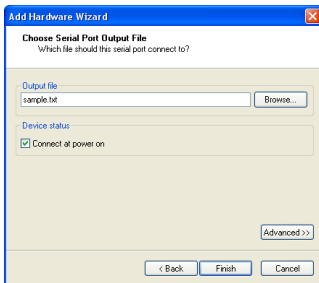 Add Hardware Wizard
Choose Serial Port Output File
Which file should this serial port connect to?
Output file
sample.txt
Browse...
Device status
Connect at power on
Advanced >>
< Back
Finish
Cancel